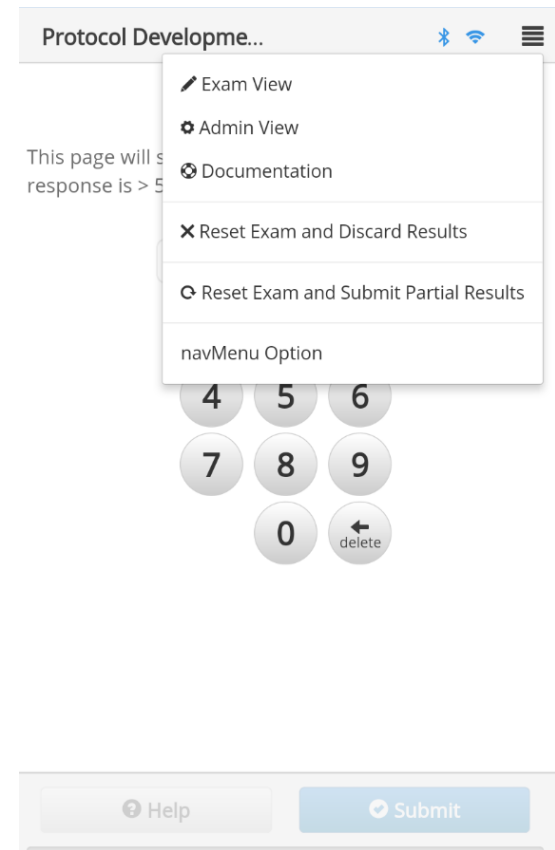 Protocol Developme...
Exam View
Admin View
This page will s
Documentation
response is > 5
Reset Exam and Discard Results
Reset Exam and Submit Partial Results
navMenu Option
4 5 6
7 8 9
0 delete
Help Submit